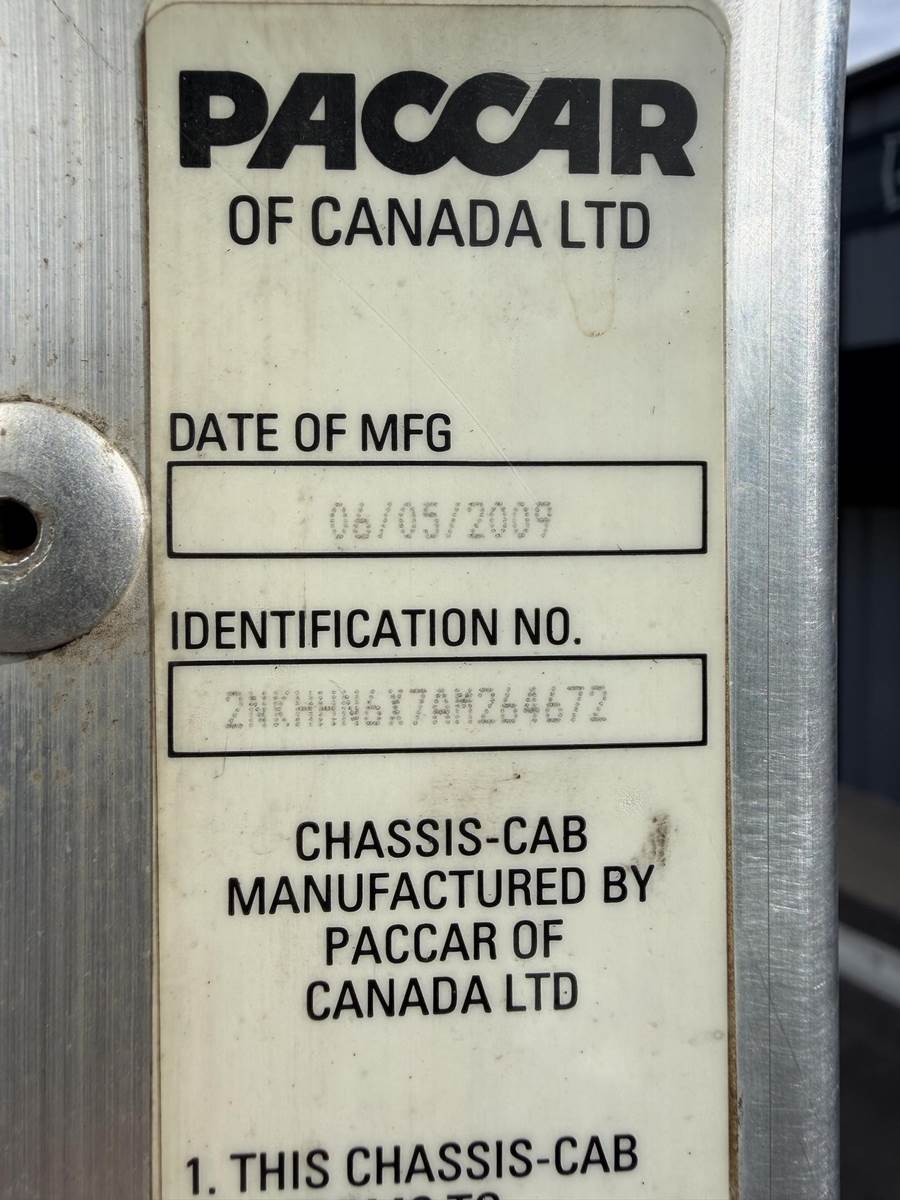 PACCAR
OF CANADA LTD
DATE OF MFG
06/05/2009
IDENTIFICATION NO.
2NKHHN6X7AM264672
CHASSIS-CAB
MANUFACTURED BY
PACCAR OF
CANADA LTD
1. THIS CHASSIS-CAB